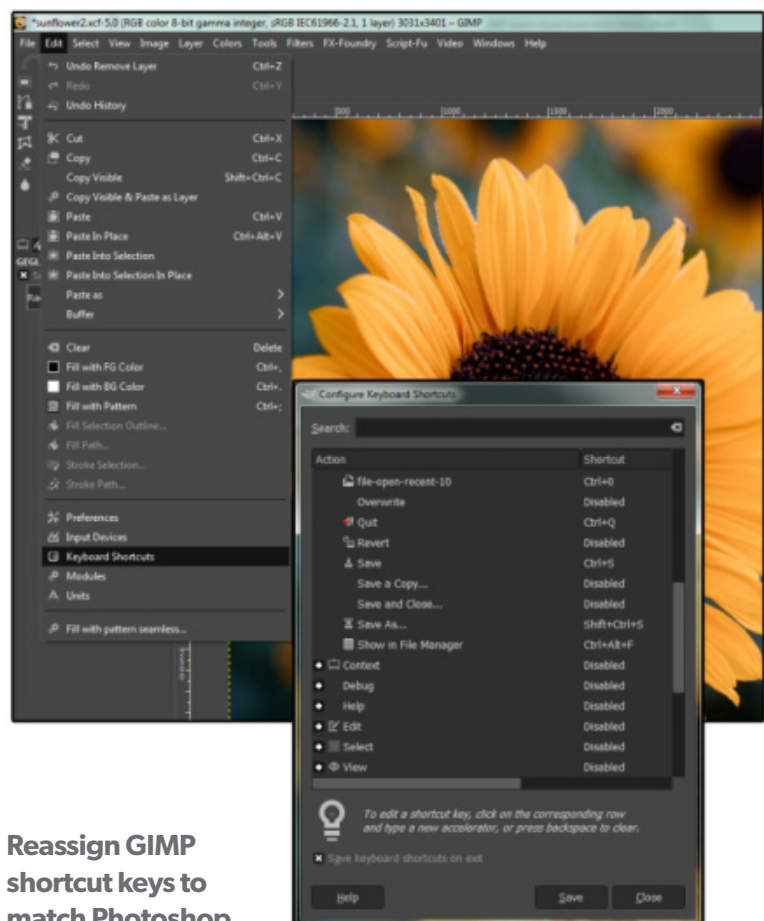 *sunflower2.xcf-5.0 (RGB color 8-bit gamma integer, sRGB IEC61966-2.1, 1 layer) 3031x3401 – GIMP
File Edit Select View Image Layer Colors Tools Filters FX-Foundry Script-Fu Video Windows Help
Undo Remove Layer Ctrl+Z
Redo Ctrl+Y
Undo History
500 1000 1500 2000
Cut Ctrl+X
Copy Ctrl+C
Copy Visible Shift+Ctrl+C
Copy Visible & Paste as Layer
Paste Ctrl+V
Paste In Place Ctrl+Alt+V
Paste Into Selection
GEGL
Paste Into Selection In Place
Paste as
Buffer
Clear Delete
Fill with FG Color Ctrl+,
Fill with BG Color Ctrl+.
Fill with Pattern Ctrl+;
Fill Selection Outline...
Fill Path...
Stroke Selection...
Stroke Path...
Preferences
Input Devices
Keyboard Shortcuts
Modules
Units
Fill with pattern seamless...
Configure Keyboard Shortcuts
Search:
Action Shortcut
file-open-recent-10 Ctrl+0
Overwrite Disabled
Quit Ctrl+Q
Revert Disabled
Save Ctrl+S
Save a Copy... Disabled
Save and Close... Disabled
Save As... Shift+Ctrl+S
Show in File Manager Ctrl+Alt+F
Context Disabled
Debug Disabled
Help Disabled
Edit Disabled
Select Disabled
View Disabled
To edit a shortcut key, click on the corresponding row
and type a new accelerator, or press backspace to clear.
Save keyboard shortcuts on exit
Help Save Close
Reassign GIMP
shortcut keys to
match Photoshop